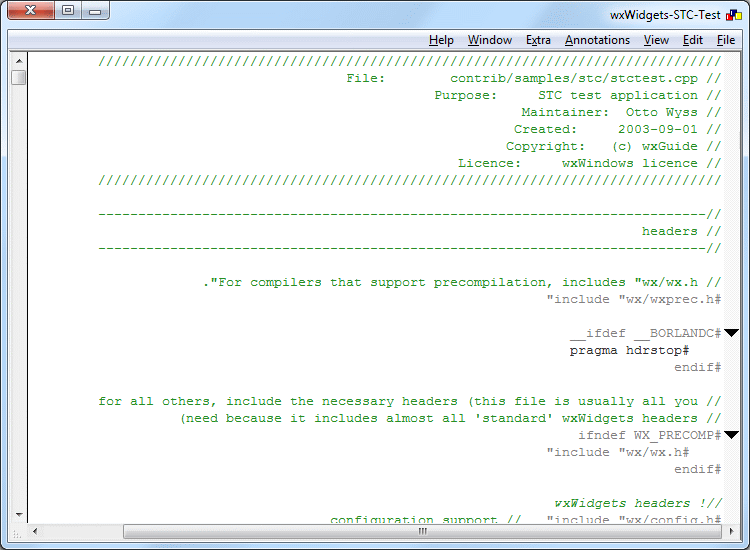 wxWidgets-STC-Test
Help Window Extra Annotations View Edit File
//////////////////////////////////////////////////////////////////////////////
File:        contrib/samples/stc/stctest.cpp //
Purpose:     STC test application //
Maintainer:  Otto Wyss //
Created:     2003-09-01 //
Copyright:   (c) wxGuide //
Licence:     wxWindows licence //
//////////////////////////////////////////////////////////////////////////////
----------------------------------------------------------------------------//
headers //
----------------------------------------------------------------------------//
."For compilers that support precompilation, includes "wx/wx.h //
"include "wx/wxprec.h#
__ifdef __BORLANDC#
pragma hdrstop#
endif#
for all others, include the necessary headers (this file is usually all you //
(need because it includes almost all 'standard' wxWidgets headers //
ifndef WX_PRECOMP#
"include "wx/wx.h#
endif#
wxWidgets headers !//
configuration support //   "include "wx/config.h#